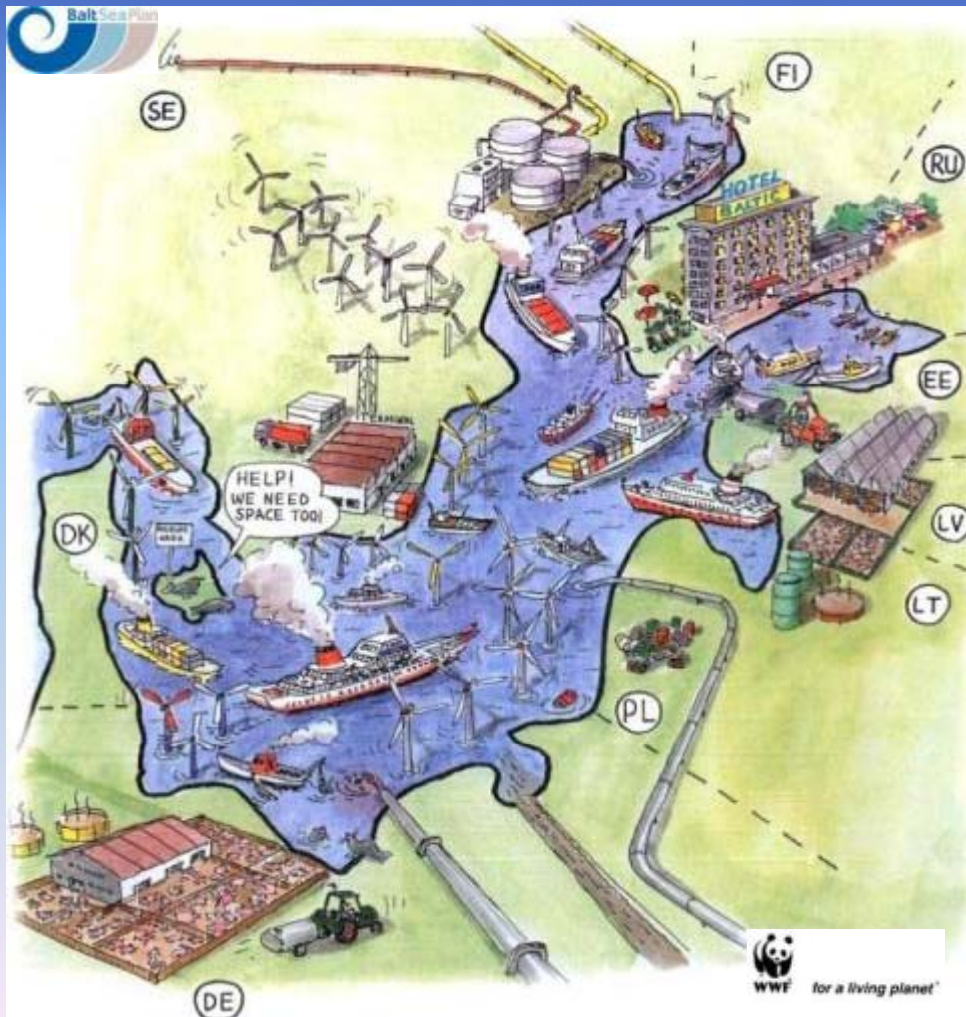 BaltSeaPlan
SE
FI
RU
HOTEL
BALTIC
EE
HELP!
WE NEED
SPACE TOO!
DK
LV
LT
PL
DE
WWF
for a living planet